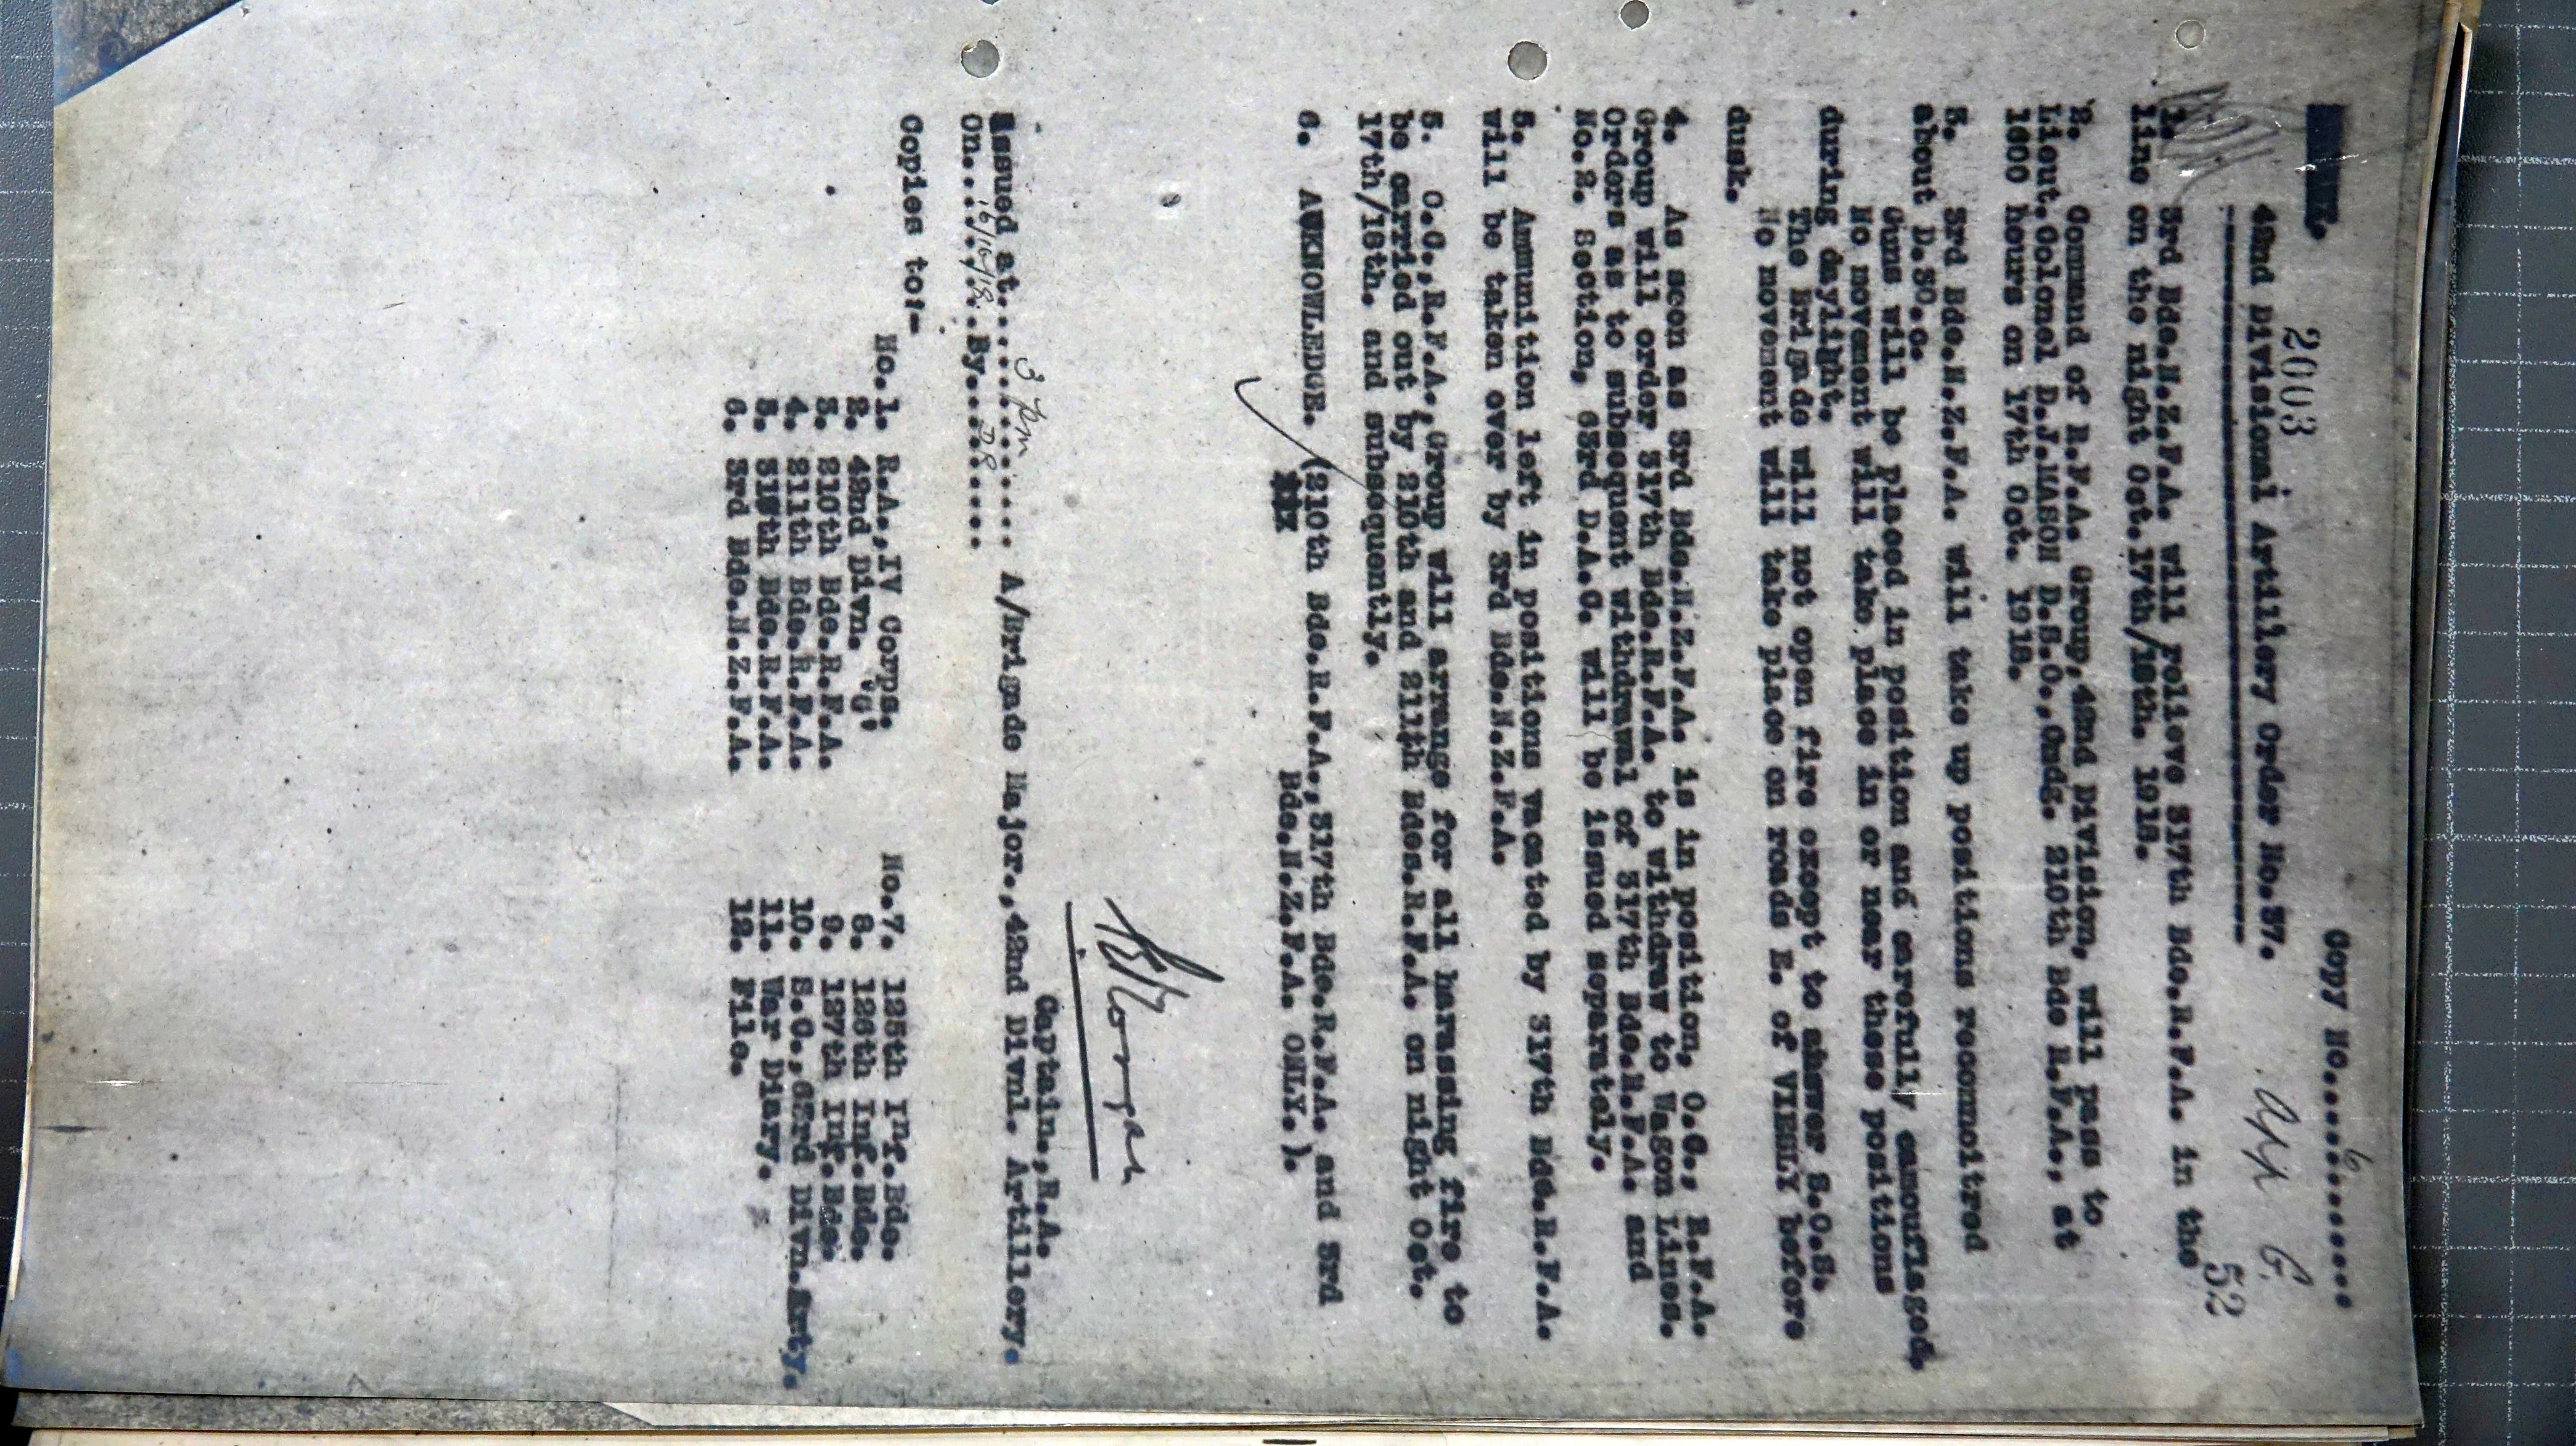 Copy No.....6.........
2003
42nd Divisional Artillery Order No.37.
App G.
52
1. 3rd Bde.N.Z.F.A. will relieve 317th Bde.R.F.A. in the
line on the night Oct.17th/18th. 1918.
2. Command of R.F.A. Group,42nd Division, will pass to
Lieut.Colonel D.J.MASON D.S.O.,Cmdg. 210th Bde R.F.A., at
1600 hours on 17th Oct. 1918.
3. 3rd Bde.N.Z.F.A. will take up positions reconnoitred
about D.30.c.
Guns will be placed in position and carefully camouflaged.
No movement will take place in or near these positions
during daylight.
The Brigade will not open fire except to answer S.O.S.
No movement will take place on roads E. of VIESLY before
dusk.
4. As soon as 3rd Bde.N.Z.F.A. is in position, O.C., R.F.A.
Group will order 317th Bde.R.F.A. to withdraw to Wagon Lines.
Orders as to subsequent withdrawal of 317th Bde.R.F.A. and
No.2. Section, 63rd D.A.C. will be issued separately.
5. Ammunition left in positions vacated by 317th Bde.R.F.A.
will be taken over by 3rd Bde.N.Z.F.A.
5. O.C.,R.F.A.,Group will arrange for all harassing fire to
be carried out by 210th and 211th Bdes.R.F.A. on night Oct.
17th/18th. and subsequently.
6. ACKNOWLEDGE. (210th Bde.R.F.A.,317th Bde.R.F.A. and 3rd
Bde.N.Z.F.A. ONLY.).
Captain.,R.A.
Issued at....3 pm........ A/Brigade Major.,42nd Divnl. Artillery.
On....16/10/18..By...DR....
Copies to:-
No.1. R.A.,IV Corps. No.7. 125th Inf.Bde.
2. 42nd Divn. 'G' 8. 126th Inf.Bde.
3. 210th Bde.R.F.A. 9. 127th Inf.Bde.
4. 211th Bde.R.F.A. 10. S.C.,63rd Divn.Arty.
5. 317th Bde.R.F.A. 11. War Diary.
6. 3rd Bde.N.Z.F.A. 12. File.